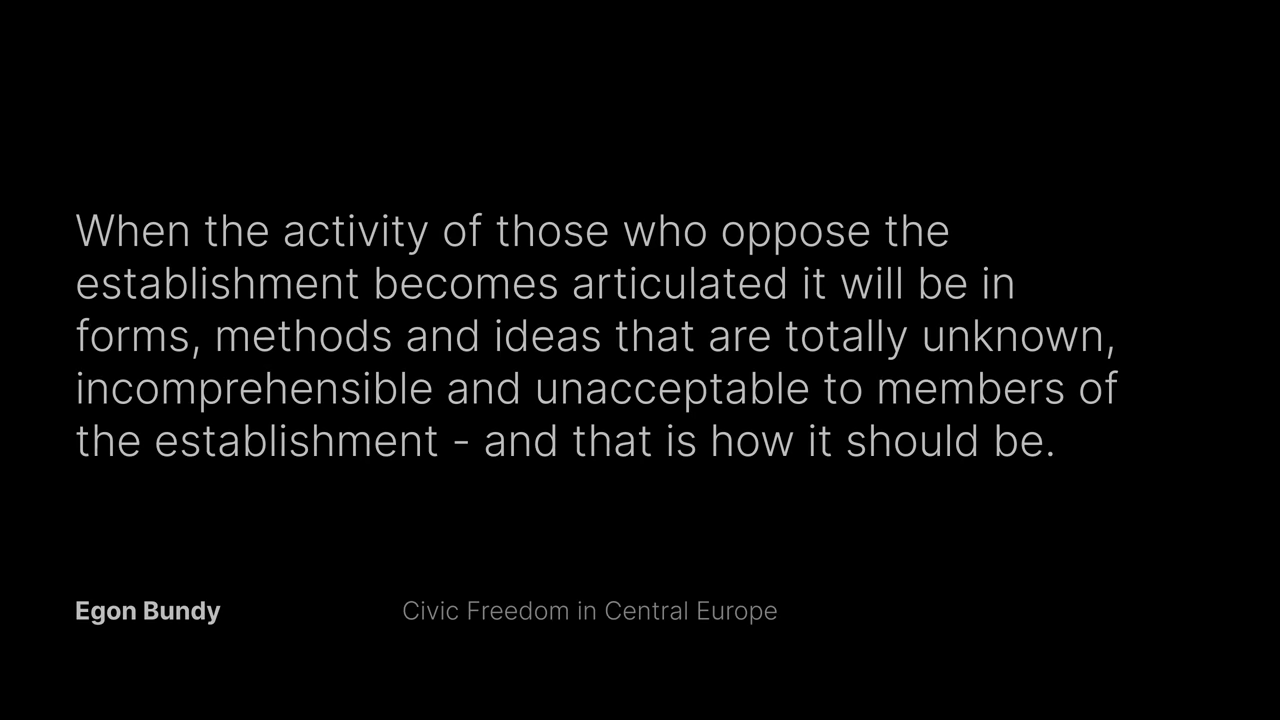 When the activity of those who oppose the
establishment becomes articulated it will be in
forms, methods and ideas that are totally unknown,
incomprehensible and unacceptable to members of
the establishment - and that is how it should be.
Egon Bundy
Civic Freedom in Central Europe